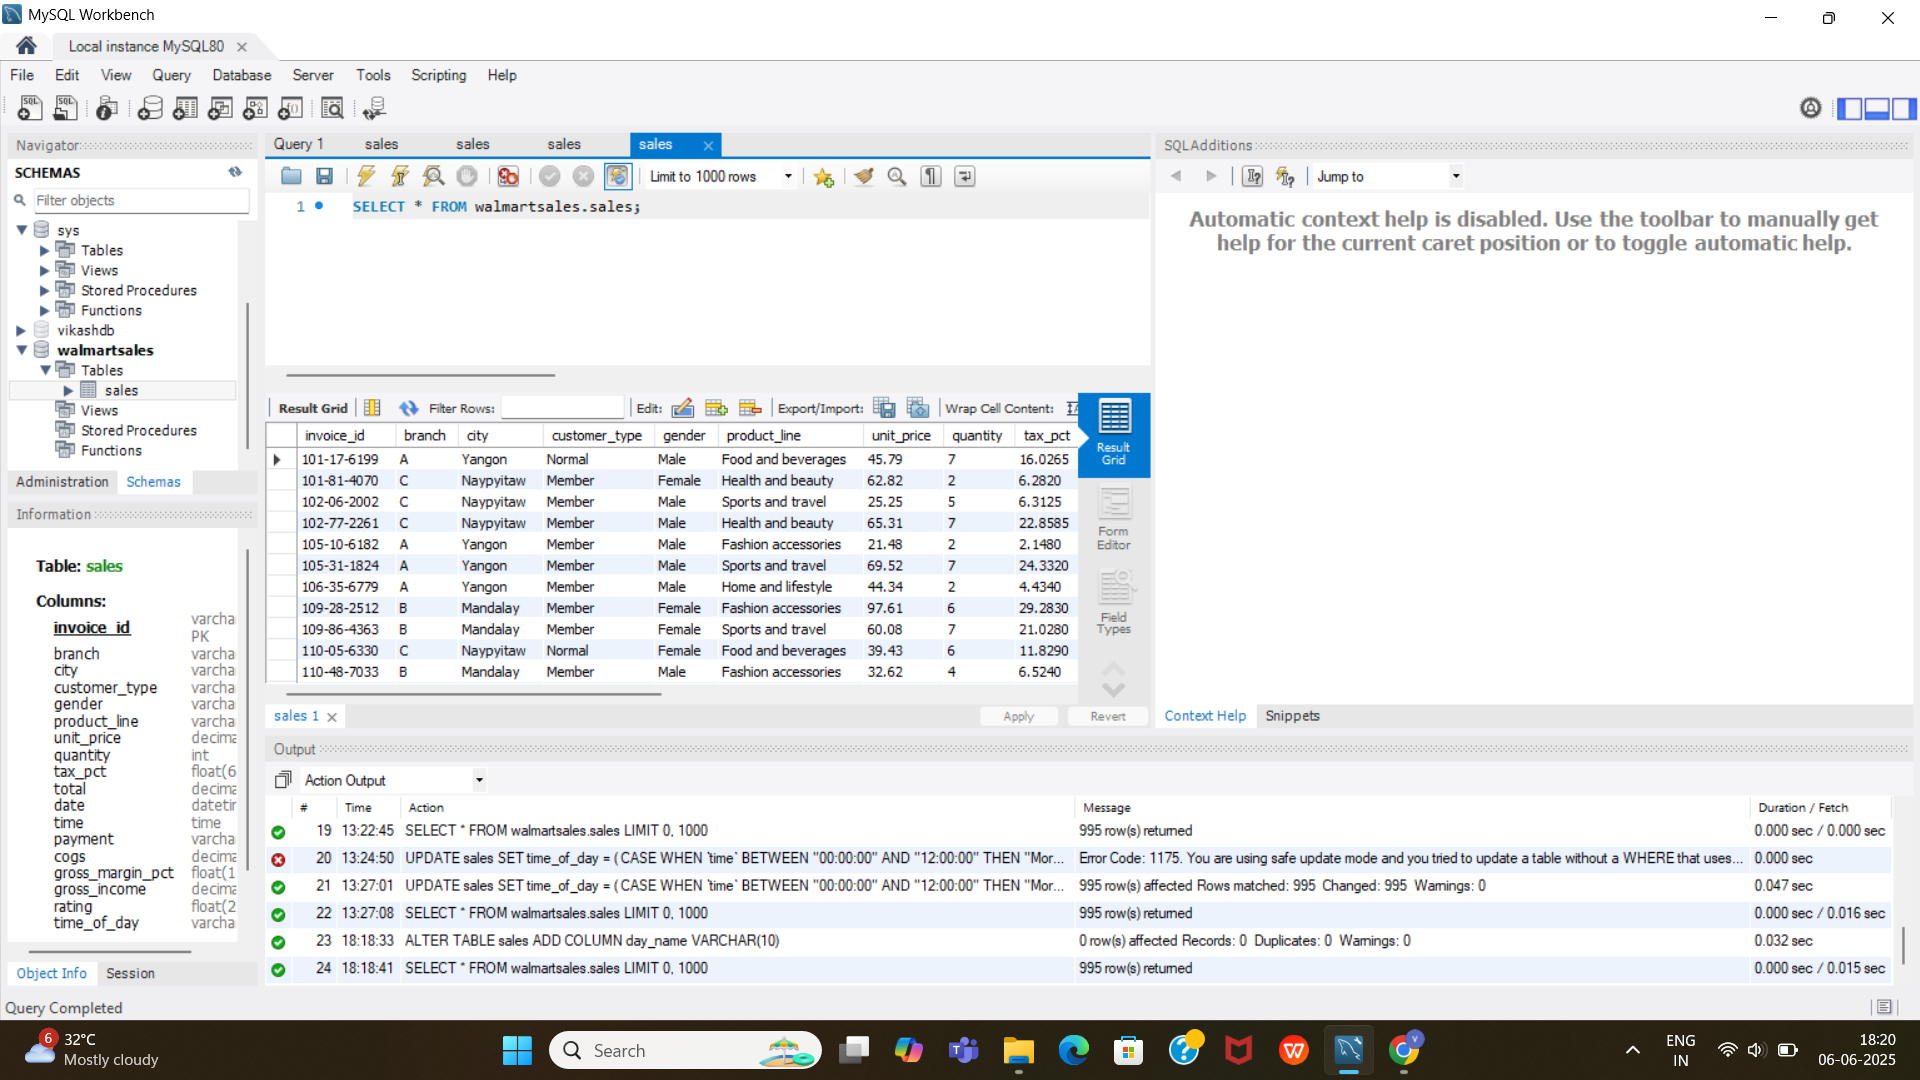 MySQL Workbench
Local instance MySQL80
File Edit View Query Database Server Tools Scripting Help
Navigator
SCHEMAS
Filter objects
sys
Tables
Views
Stored Procedures
Functions
vikashdb
walmartsales
Tables
sales
Views
Stored Procedures
Functions
Administration Schemas
Information
Table: sales
Columns:
invoice_id varcha
PK
branch varcha
city varcha
customer_type varcha
gender varcha
product_line varcha
unit_price decima
quantity int
tax_pct float(6
total decima
date datetir
time time
payment varcha
cogs decima
gross_margin_pct float(1
gross_income decima
rating float(2
time_of_day varcha
Object Info Session
Query 1 sales sales sales sales
Limit to 1000 rows
1 SELECT * FROM walmartsales.sales;
Result Grid Filter Rows: Edit: Export/Import: Wrap Cell Content:
invoice_id branch city customer_type gender product_line unit_price quantity tax_pct
101-17-6199 A Yangon Normal Male Food and beverages 45.79 7 16.0265
101-81-4070 C Naypyitaw Member Female Health and beauty 62.82 2 6.2820
102-06-2002 C Naypyitaw Member Male Sports and travel 25.25 5 6.3125
102-77-2261 C Naypyitaw Member Male Health and beauty 65.31 7 22.8585
105-10-6182 A Yangon Member Male Fashion accessories 21.48 2 2.1480
105-31-1824 A Yangon Member Male Sports and travel 69.52 7 24.3320
106-35-6779 A Yangon Member Male Home and lifestyle 44.34 2 4.4340
109-28-2512 B Mandalay Member Female Fashion accessories 97.61 6 29.2830
109-86-4363 B Mandalay Member Female Sports and travel 60.08 7 21.0280
110-05-6330 C Naypyitaw Normal Female Food and beverages 39.43 6 11.8290
110-48-7033 B Mandalay Member Male Fashion accessories 32.62 4 6.5240
Result
Grid
Form
Editor
Field
Types
sales 1 Apply Revert
SQLAdditions
Jump to
Automatic context help is disabled. Use the toolbar to manually get
help for the current caret position or to toggle automatic help.
Context Help Snippets
Output
Action Output
# Time Action Message Duration / Fetch
19 13:22:45 SELECT * FROM walmartsales.sales LIMIT 0, 1000 995 row(s) returned 0.000 sec / 0.000 sec
20 13:24:50 UPDATE sales SET time_of_day = ( CASE WHEN `time` BETWEEN "00:00:00" AND "12:00:00" THEN "Mor... Error Code: 1175. You are using safe update mode and you tried to update a table without a WHERE that uses... 0.000 sec
21 13:27:01 UPDATE sales SET time_of_day = ( CASE WHEN `time` BETWEEN "00:00:00" AND "12:00:00" THEN "Mor... 995 row(s) affected Rows matched: 995 Changed: 995 Warnings: 0 0.047 sec
22 13:27:08 SELECT * FROM walmartsales.sales LIMIT 0, 1000 995 row(s) returned 0.000 sec / 0.016 sec
23 18:18:33 ALTER TABLE sales ADD COLUMN day_name VARCHAR(10) 0 row(s) affected Records: 0 Duplicates: 0 Warnings: 0 0.032 sec
24 18:18:41 SELECT * FROM walmartsales.sales LIMIT 0, 1000 995 row(s) returned 0.000 sec / 0.015 sec
Query Completed
6
32°C
Mostly cloudy
Search
ENG
IN
18:20
06-06-2025